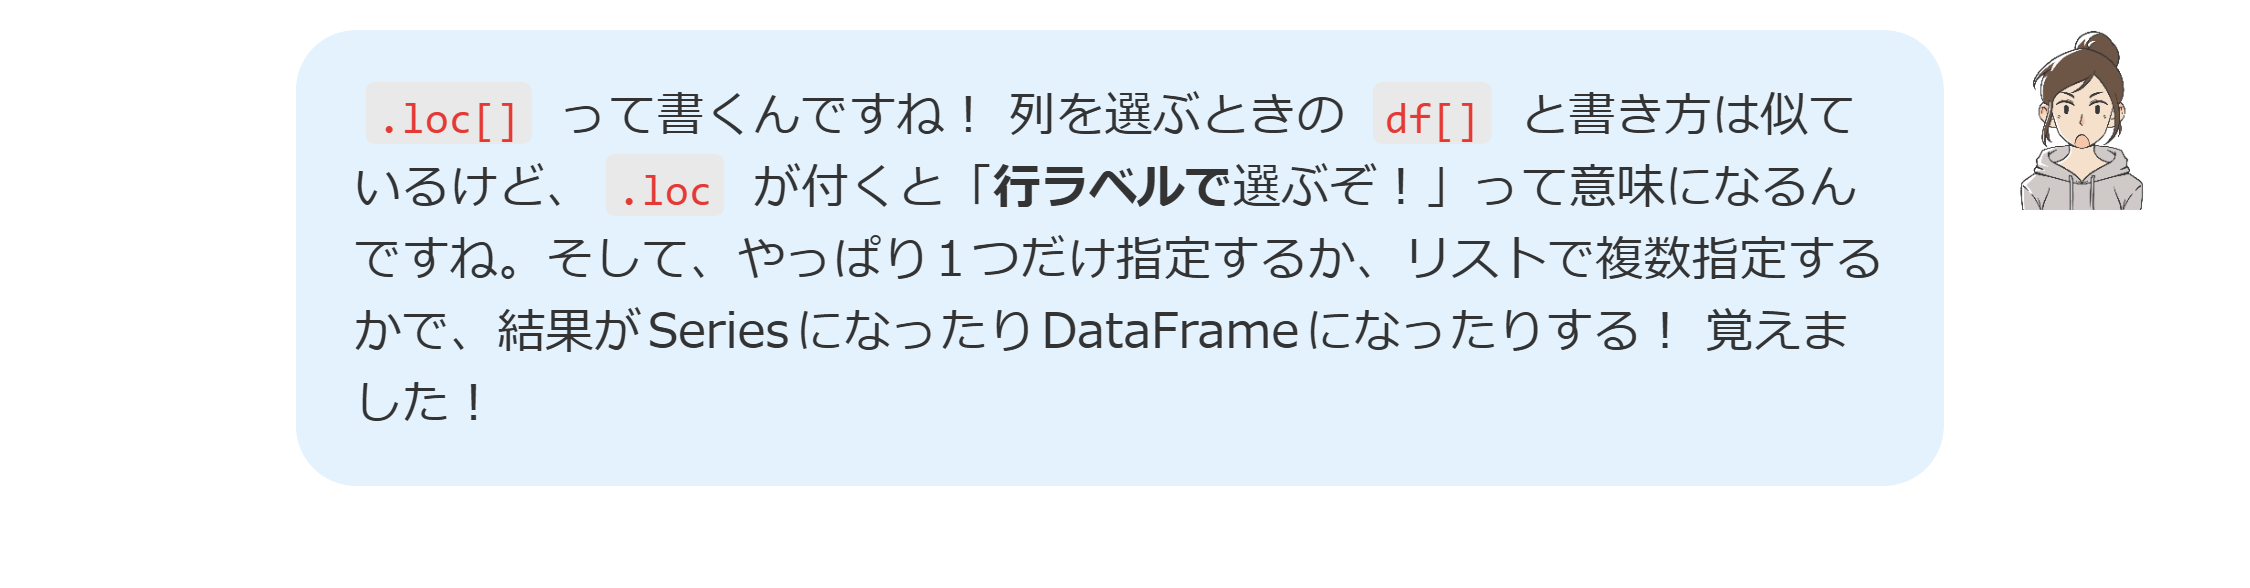 .loc[] って書くんですね！ 列を選ぶときの df[] と書き方は似て
いるけど、 .loc が付くと「行ラベルで選ぶぞ！」って意味になるん
ですね。そして、やっぱり１つだけ指定するか、リストで複数指定する
かで、結果がSeriesになったりDataFrameになったりする！ 覚えま
した！